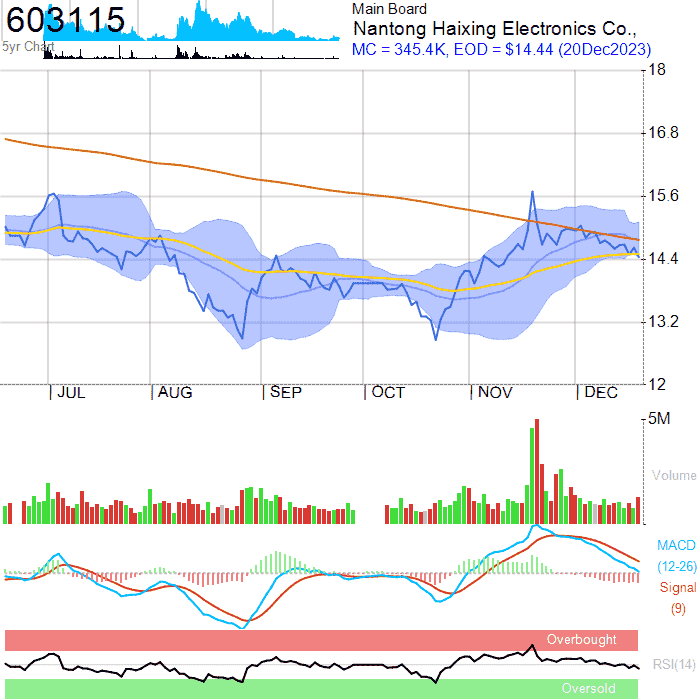 603115
5yr Chart
Main Board
Nantong Haixing Electronics Co.,
MC = 345.4K, EOD = $14.44 (20Dec2023)
18
16.8
15.6
14.4
13.2
12
| JUL | AUG | SEP | OCT | NOV | DEC
5M
Volume
MACD
(12-26)
Signal
(9)
Overbought
RSI(14)
Oversold